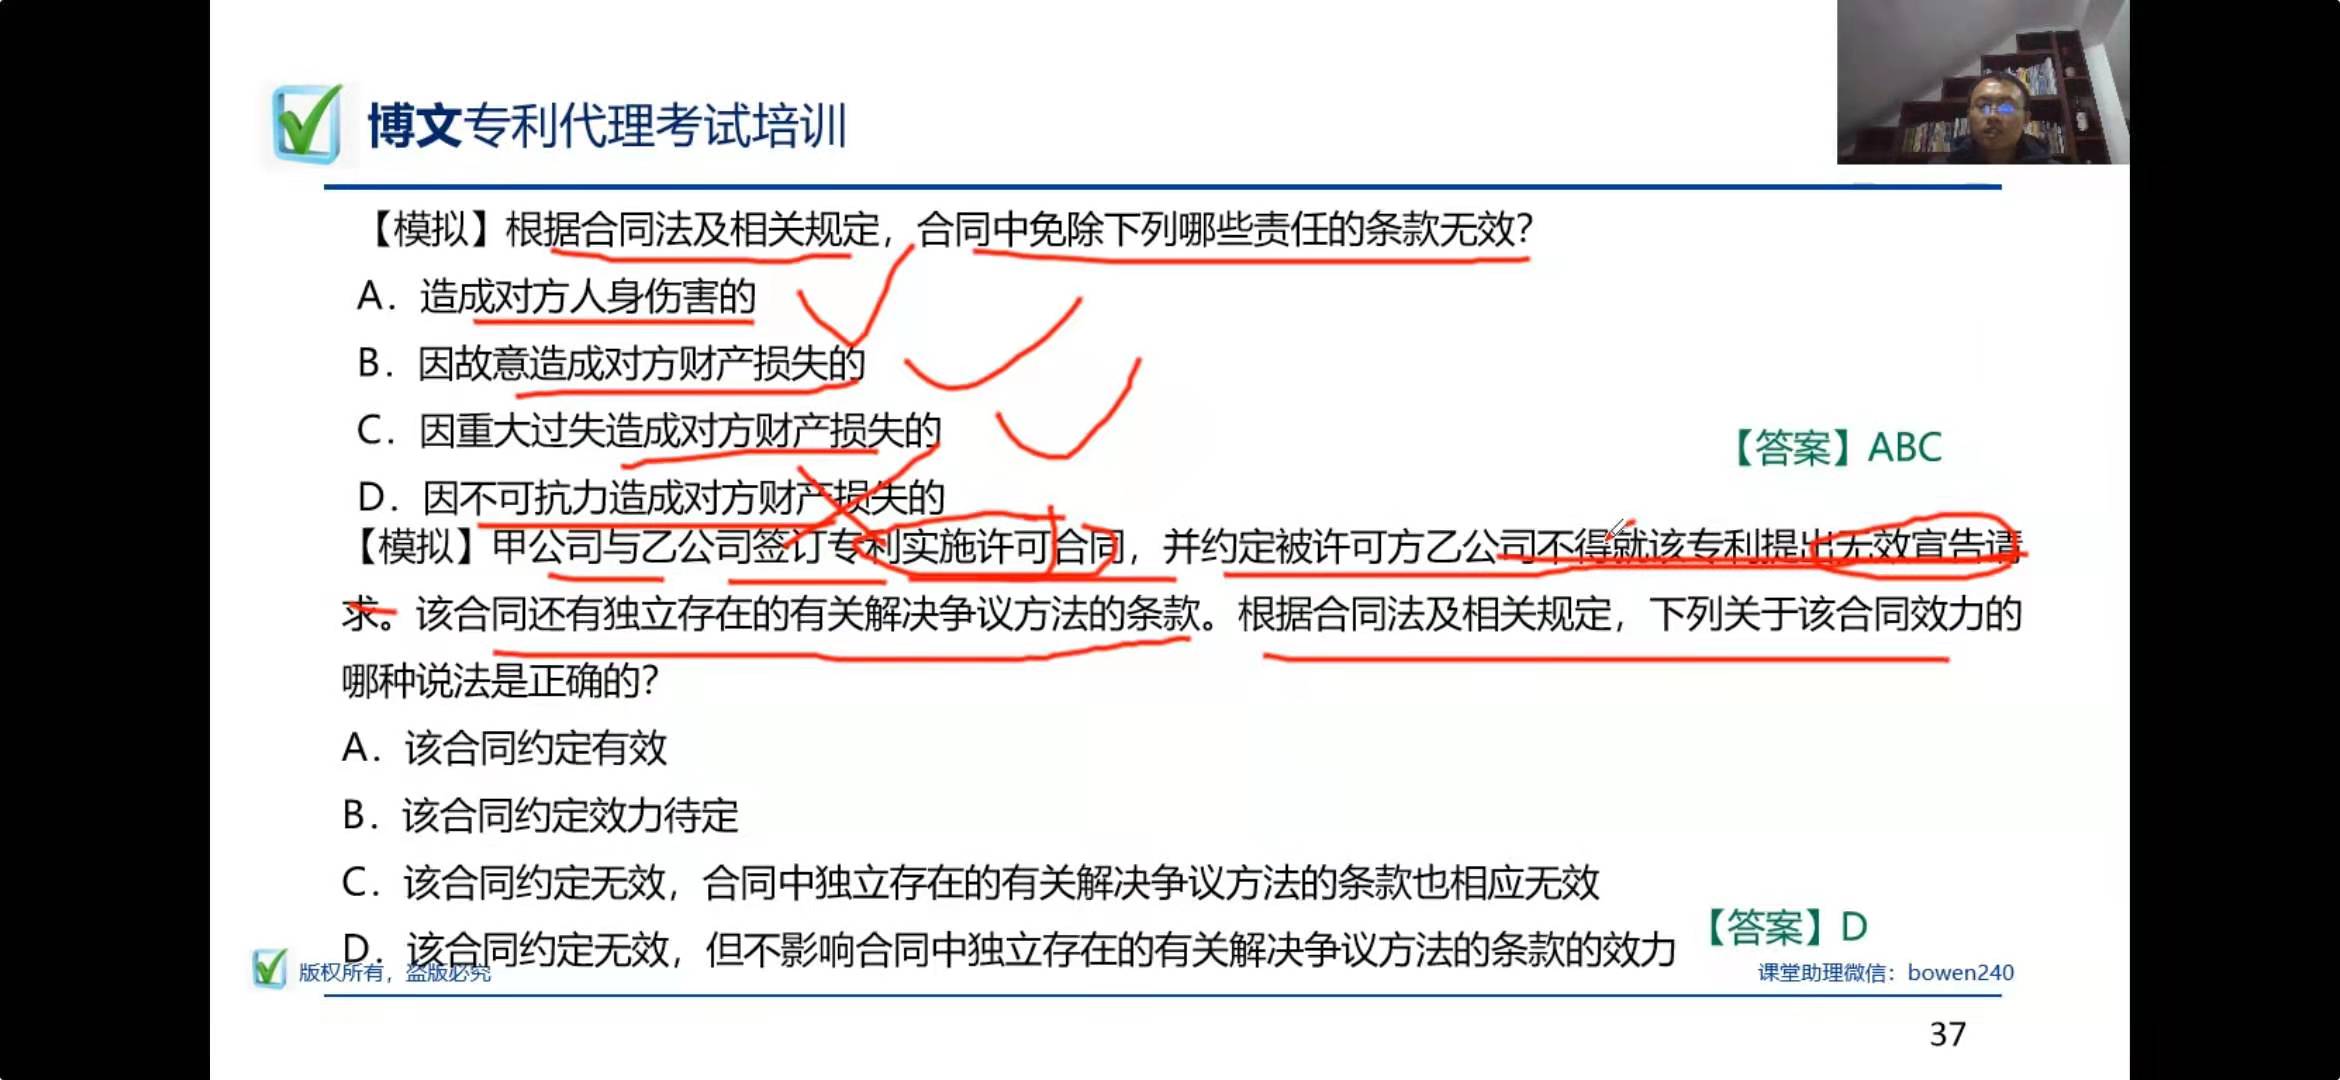 博文专利代理考试培训
【模拟】根据合同法及相关规定，合同中免除下列哪些责任的条款无效？
A．造成对方人身伤害的
B．因故意造成对方财产损失的
C．因重大过失造成对方财产损失的
【答案】ABC
D．因不可抗力造成对方财产损失的
【模拟】甲公司与乙公司签订专利实施许可合同，并约定被许可方乙公司不得就该专利提出无效宣告请
求。该合同还有独立存在的有关解决争议方法的条款。根据合同法及相关规定，下列关于该合同效力的
哪种说法是正确的？
A．该合同约定有效
B．该合同约定效力待定
C．该合同约定无效，合同中独立存在的有关解决争议方法的条款也相应无效
【答案】D
D．该合同约定无效，但不影响合同中独立存在的有关解决争议方法的条款的效力
版权所有，盗版必究
课堂助理微信：bowen240
37